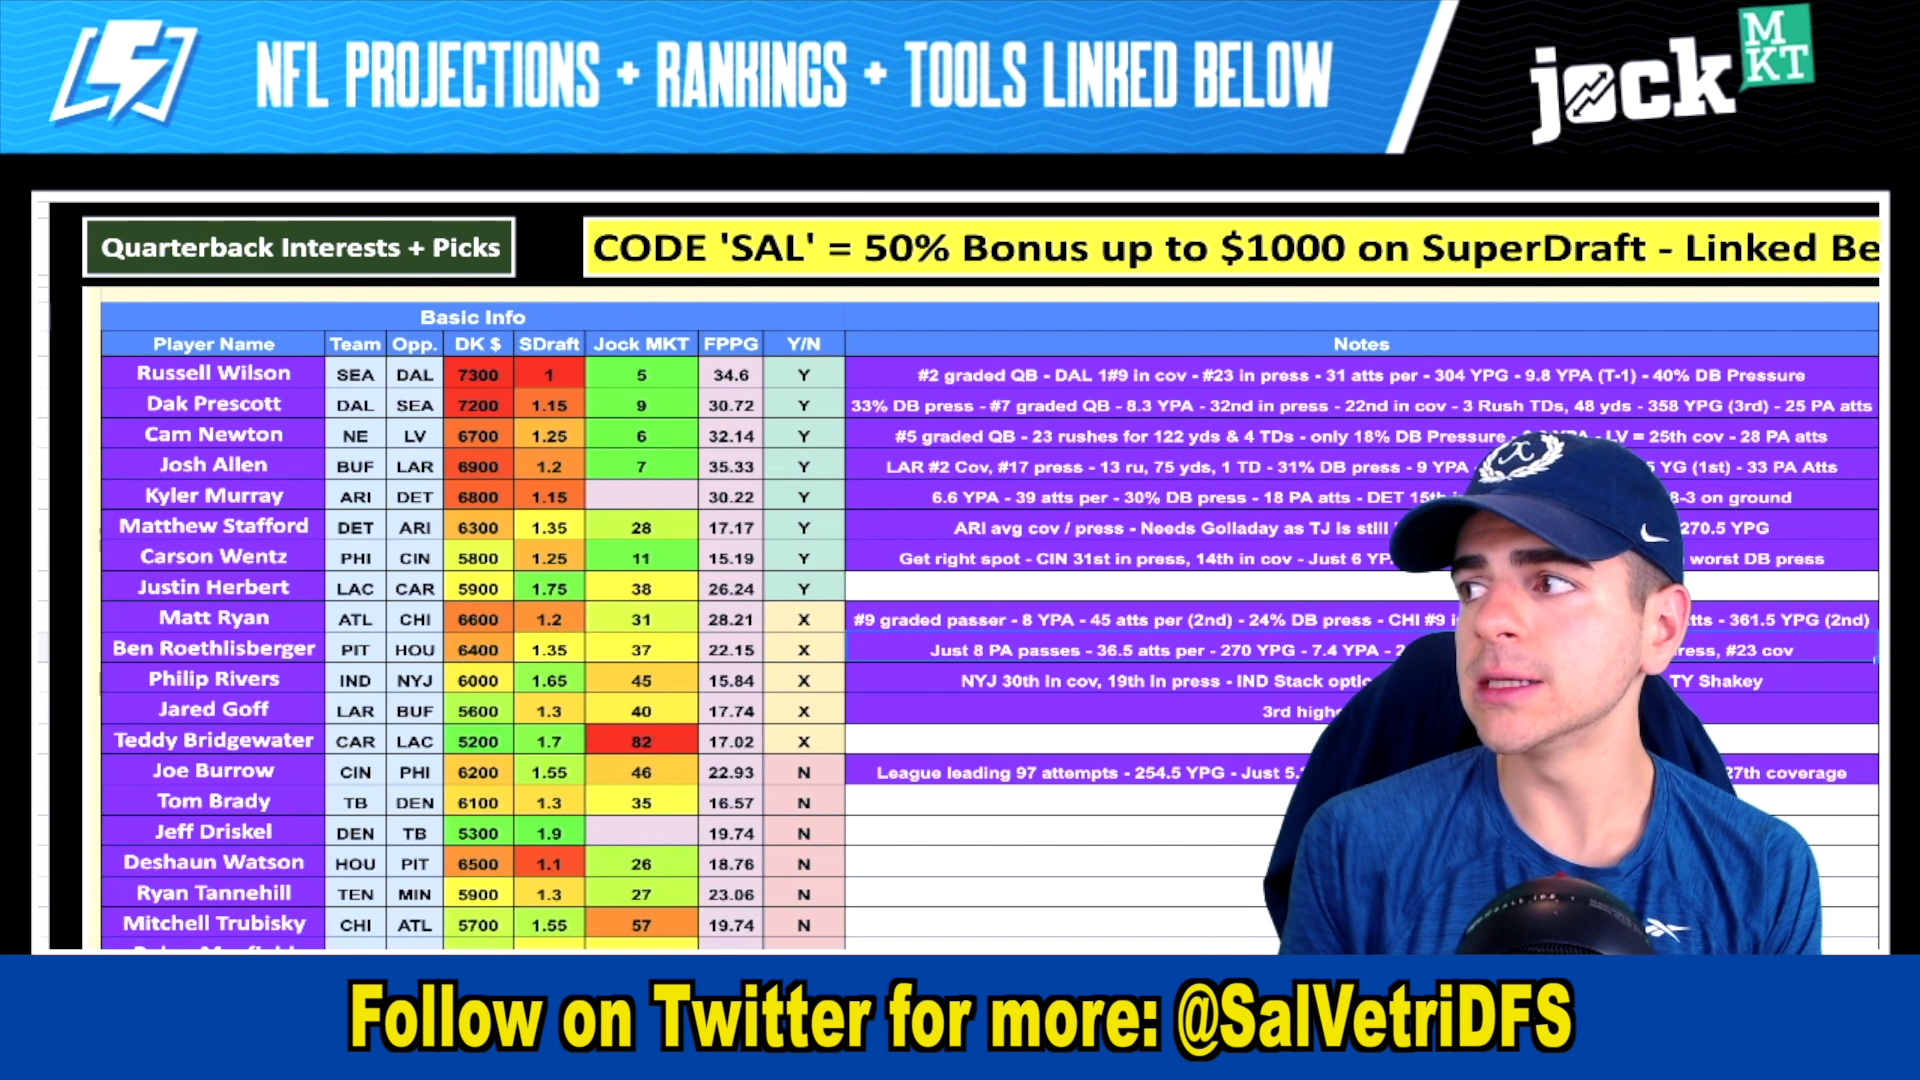 NFL PROJECTIONS + RANKINGS + TOOLS LINKED BELOW
jock MKT
Quarterback Interests + Picks
CODE 'SAL' = 50% Bonus up to $1000 on SuperDraft - Linked Be
Basic Info
Player Name Team Opp. DK $ SDraft Jock MKT FPPG Y/N Notes
Russell Wilson SEA DAL 7300 1 5 34.6 Y #2 graded QB - DAL 1#9 in cov - #23 in press - 31 atts per - 304 YPG - 9.8 YPA (T-1) - 40% DB Pressure
Dak Prescott DAL SEA 7200 1.15 9 30.72 Y 33% DB press - #7 graded QB - 8.3 YPA - 32nd in press - 22nd in cov - 3 Rush TDs, 48 yds - 358 YPG (3rd) - 25 PA atts
Cam Newton NE LV 6700 1.25 6 32.14 Y #5 graded QB - 23 rushes for 122 yds & 4 TDs - only 18% DB Pressure - LV = 25th cov - 28 PA atts
Josh Allen BUF LAR 6900 1.2 7 35.33 Y LAR #2 Cov, #17 press - 13 ru, 75 yds, 1 TD - 31% DB press - 9 YPA YG (1st) - 33 PA Atts
Kyler Murray ARI DET 6800 1.15 30.22 Y 6.6 YPA - 39 atts per - 30% DB press - 18 PA atts - DET 15th 8-3 on ground
Matthew Stafford DET ARI 6300 1.35 28 17.17 Y ARI avg cov / press - Needs Golladay as TJ is still 270.5 YPG
Carson Wentz PHI CIN 5800 1.25 11 15.19 Y Get right spot - CIN 31st in press, 14th in cov - Just 6 worst DB press
Justin Herbert LAC CAR 5900 1.75 38 26.24 Y
Matt Ryan ATL CHI 6600 1.2 31 28.21 X #9 graded passer - 8 YPA - 45 atts per (2nd) - 24% DB press - CHI #9 - 361.5 YPG (2nd)
Ben Roethlisberger PIT HOU 6400 1.35 37 22.15 X Just 8 PA passes - 36.5 atts per - 270 YPG - 7.4 YPA - #23 cov
Philip Rivers IND NYJ 6000 1.65 45 15.84 X NYJ 30th In cov, 19th In press - IND Stack TY Shakey
Jared Goff LAR BUF 5600 1.3 40 17.74 X 3rd
Teddy Bridgewater CAR LAC 5200 1.7 82 17.02 X
Joe Burrow CIN PHI 6200 1.55 46 22.93 N League leading 97 attempts - 254.5 YPG - Just coverage
Tom Brady TB DEN 6100 1.3 35 16.57 N
Jeff Driskel DEN TB 5300 1.9 19.74 N
Deshaun Watson HOU PIT 6500 1.1 26 18.76 N
Ryan Tannehill TEN MIN 5900 1.3 27 23.06 N
Mitchell Trubisky CHI ATL 5700 1.55 57 19.74 N
Follow on Twitter for more: @SalVetriDFS